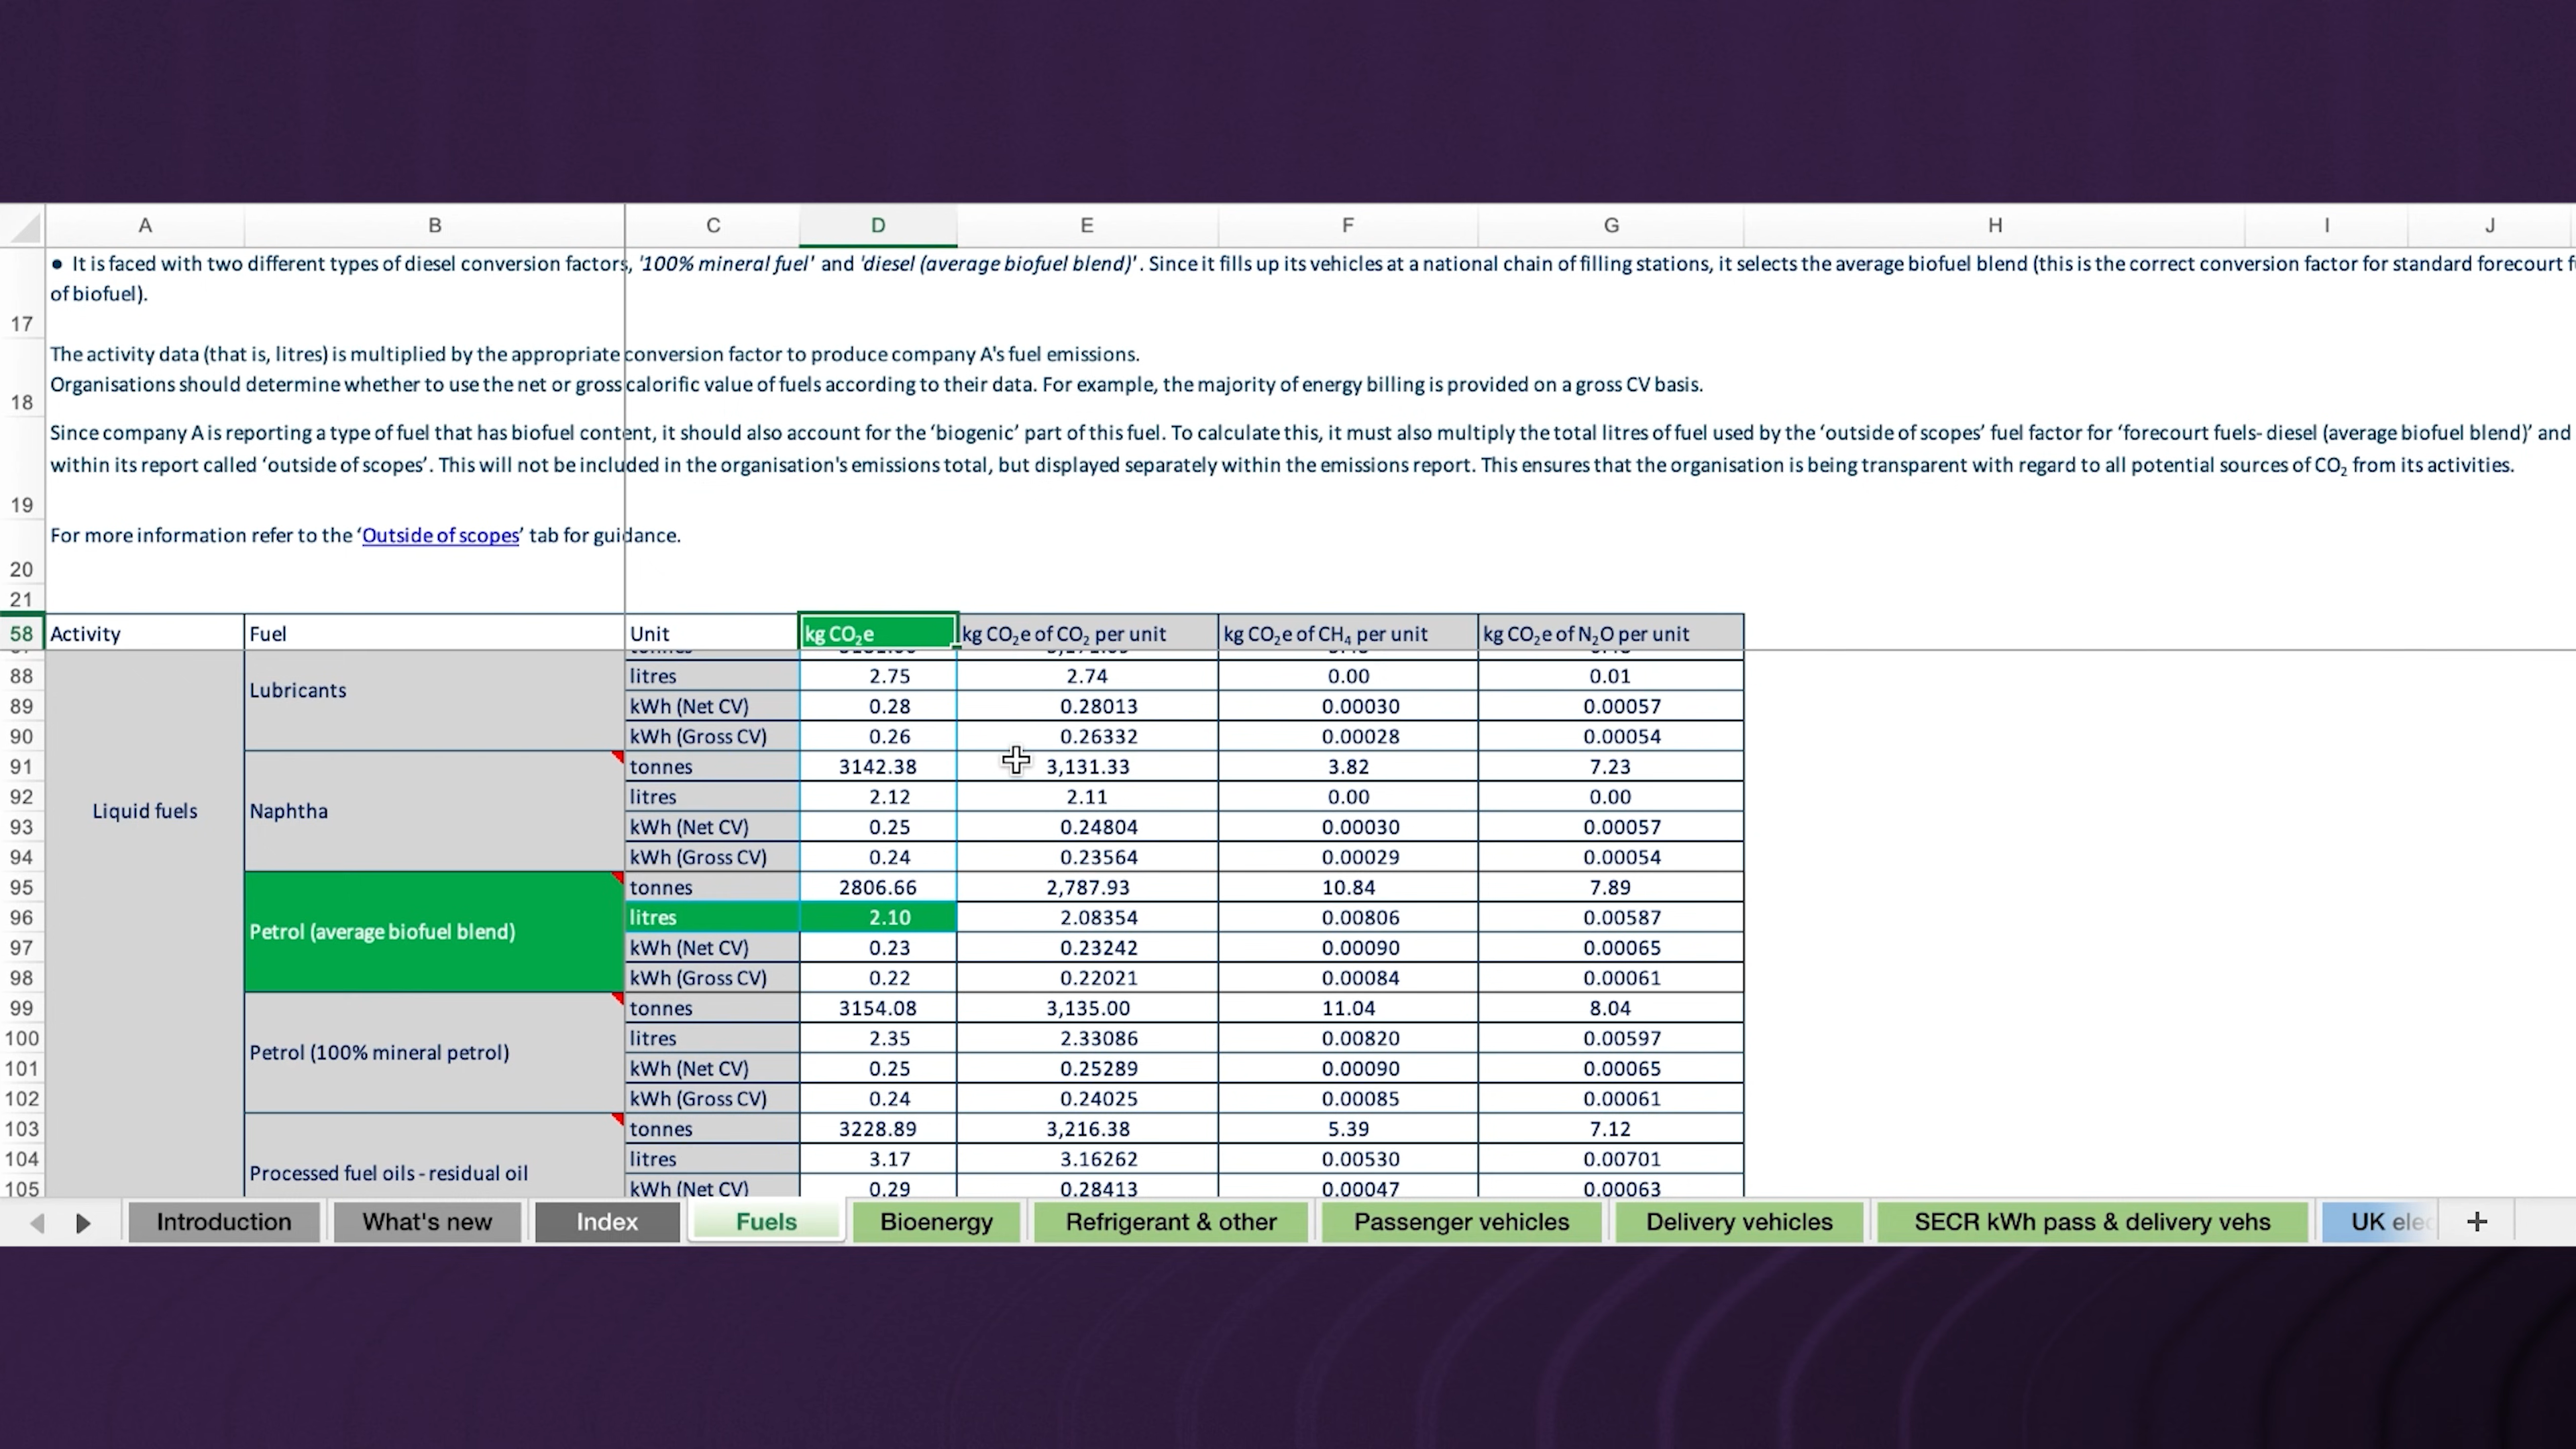 A B C D E F G H I J
• It is faced with two different types of diesel conversion factors, '100% mineral fuel' and 'diesel (average biofuel blend)'. Since it fills up its vehicles at a national chain of filling stations, it selects the average biofuel blend (this is the correct conversion factor for standard forecourt
of biofuel).
17
The activity data (that is, litres) is multiplied by the appropriate conversion factor to produce company A's fuel emissions.
Organisations should determine whether to use the net or gross calorific value of fuels according to their data. For example, the majority of energy billing is provided on a gross CV basis.
18
Since company A is reporting a type of fuel that has biofuel content, it should also account for the ‘biogenic’ part of this fuel. To calculate this, it must also multiply the total litres of fuel used by the ‘outside of scopes’ fuel factor for ‘forecourt fuels- diesel (average biofuel blend)’ and
within its report called ‘outside of scopes’. This will not be included in the organisation's emissions total, but displayed separately within the emissions report. This ensures that the organisation is being transparent with regard to all potential sources of CO₂ from its activities.
19
For more information refer to the ‘Outside of scopes’ tab for guidance.
20
21
58 Activity Fuel Unit kg CO₂e kg CO₂e of CO₂ per unit kg CO₂e of CH₄ per unit kg CO₂e of N₂O per unit
88 litres 2.75 2.74 0.00 0.01
Lubricants
89 kWh (Net CV) 0.28 0.28013 0.00030 0.00057
90 kWh (Gross CV) 0.26 0.26332 0.00028 0.00054
91 tonnes 3142.38 3,131.33 3.82 7.23
92 litres 2.12 2.11 0.00 0.00
Liquid fuels Naphtha
93 kWh (Net CV) 0.25 0.24804 0.00030 0.00057
94 kWh (Gross CV) 0.24 0.23564 0.00029 0.00054
95 tonnes 2806.66 2,787.93 10.84 7.89
96 litres 2.10 2.08354 0.00806 0.00587
Petrol (average biofuel blend)
97 kWh (Net CV) 0.23 0.23242 0.00090 0.00065
98 kWh (Gross CV) 0.22 0.22021 0.00084 0.00061
99 tonnes 3154.08 3,135.00 11.04 8.04
100 litres 2.35 2.33086 0.00820 0.00597
Petrol (100% mineral petrol)
101 kWh (Net CV) 0.25 0.25289 0.00090 0.00065
102 kWh (Gross CV) 0.24 0.24025 0.00085 0.00061
103 tonnes 3228.89 3,216.38 5.39 7.12
104 litres 3.17 3.16262 0.00530 0.00701
Processed fuel oils - residual oil
105 kWh (Net CV) 0.29 0.28413 0.00047 0.00063
Introduction What's new Index Fuels Bioenergy Refrigerant & other Passenger vehicles Delivery vehicles SECR kWh pass & delivery vehs UK elec +